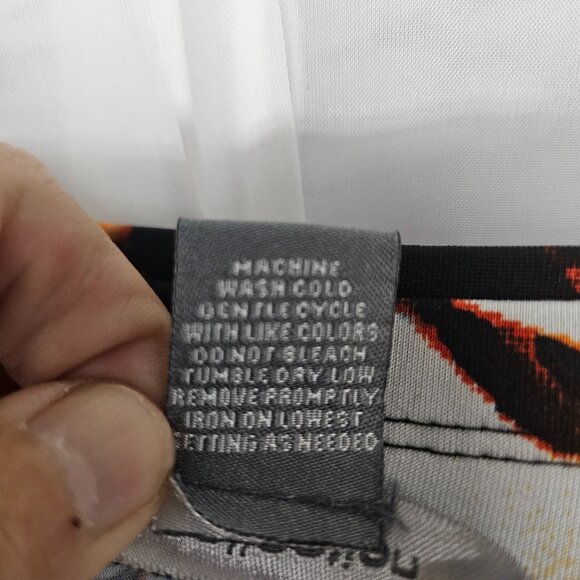 MACHINE
WASH COLD
GENTLE CYCLE
WITH LIKE COLORS
DO NOT BLEACH
TUMBLE DRY LOW
REMOVE PROMPTLY
IRON ON LOWEST
SETTING AS NEEDED